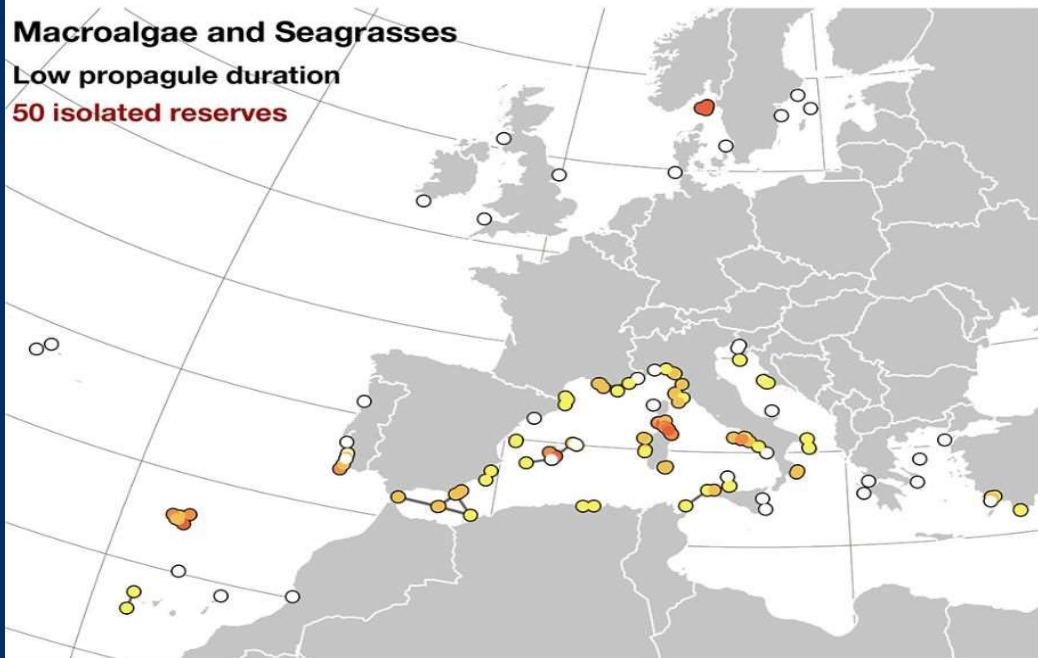 Macroalgae and Seagrasses
Low propagule duration
50 isolated reserves